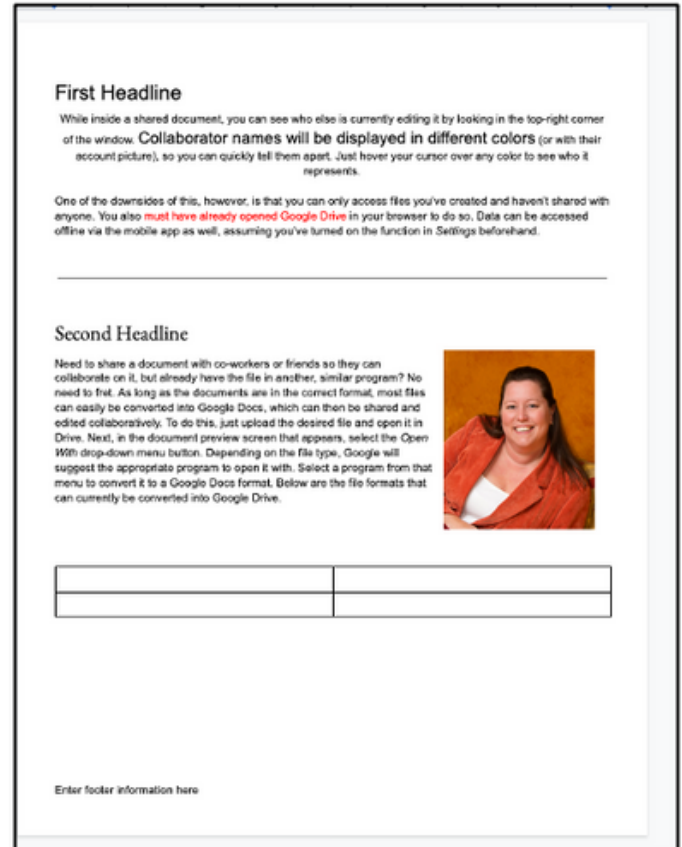 First Headline
While inside a shared document, you can see who else is currently editing it by looking in the top-right corner
of the window. Collaborator names will be displayed in different colors (or with their
account picture), so you can quickly tell them apart. Just hover your cursor over any color to see who it
represents.
One of the downsides of this, however, is that you can only access files you've created and haven't shared with
anyone. You also must have already opened Google Drive in your browser to do so. Data can be accessed
offline via the mobile app as well, assuming you've turned on the function in Settings beforehand.
Second Headline
Need to share a document with co-workers or friends so they can
collaborate on it, but already have the file in another, similar program? No
need to fret. As long as the documents are in the correct format, most files
can easily be converted into Google Docs, which can then be shared and
edited collaboratively. To do this, just upload the desired file and open it in
Drive. Next, in the document preview screen that appears, select the Open
With drop-down menu button. Depending on the file type, Google will
suggest the appropriate program to open it with. Select a program from that
menu to convert it to a Google Docs format. Below are the file formats that
can currently be converted into Google Drive.
Enter footer information here